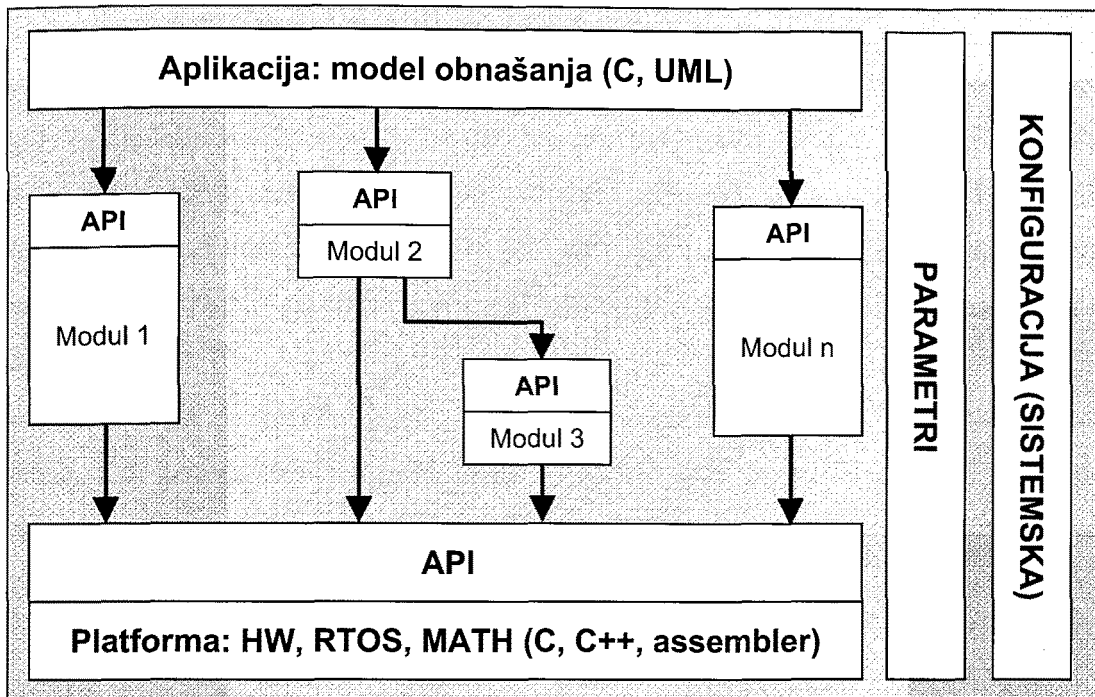 Aplikacija: model obnašanja (C, UML)
API
Modul 1
API
Modul 2
API
Modul 3
API
Modul n
API
Platforma: HW, RTOS, MATH (C, C++, assembler)
PARAMETRI
KONFIGURACIJA (SISTEMSKA)